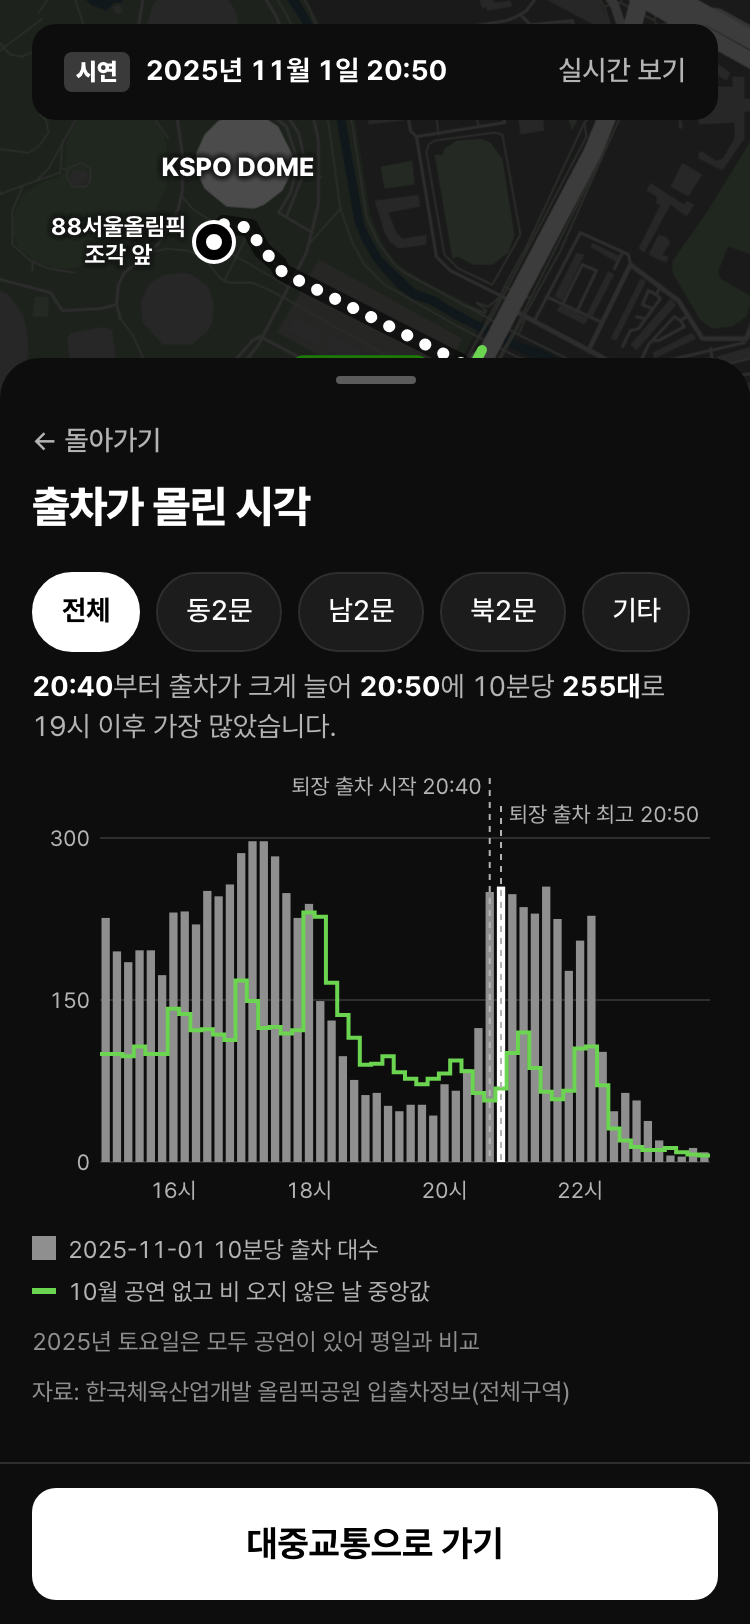 시연 2025년 11월 1일 20:50 실시간 보기
KSPO DOME
88서울올림픽
조각 앞
← 돌아가기
출차가 몰린 시각
전체 동2문 남2문 북2문 기타
20:40부터 출차가 크게 늘어 20:50에 10분당 255대로
19시 이후 가장 많았습니다.
퇴장 출차 시작 20:40
퇴장 출차 최고 20:50
300
150
0
16시 18시 20시 22시
2025-11-01 10분당 출차 대수
10월 공연 없고 비 오지 않은 날 중앙값
2025년 토요일은 모두 공연이 있어 평일과 비교
자료: 한국체육산업개발 올림픽공원 입출차정보(전체구역)
대중교통으로 가기